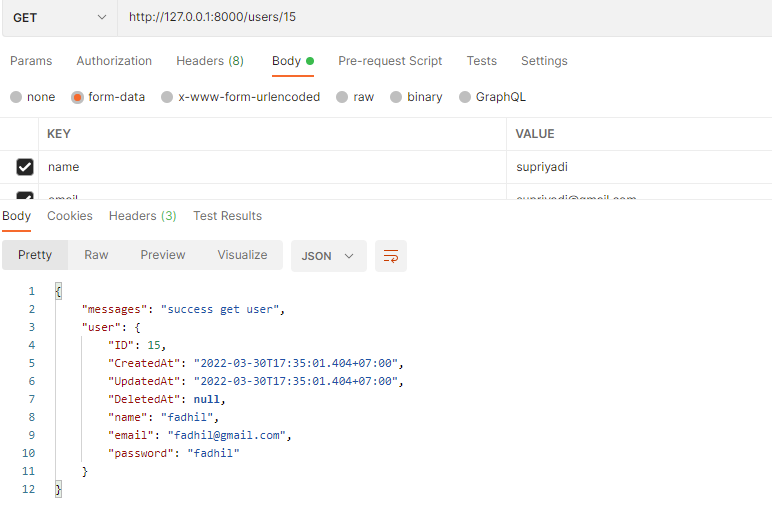 GET http://127.0.0.1:8000/users/15
Params Authorization Headers (8) Body Pre-request Script Tests Settings
none form-data x-www-form-urlencoded raw binary GraphQL
KEY VALUE
name supriyadi
email supriyadi@gmail.com
Body Cookies Headers (3) Test Results
Pretty Raw Preview Visualize JSON
1 {
2 "messages": "success get user",
3 "user": {
4 "ID": 15,
5 "CreatedAt": "2022-03-30T17:35:01.404+07:00",
6 "UpdatedAt": "2022-03-30T17:35:01.404+07:00",
7 "DeletedAt": null,
8 "name": "fadhil",
9 "email": "fadhil@gmail.com",
10 "password": "fadhil"
11 }
12 }